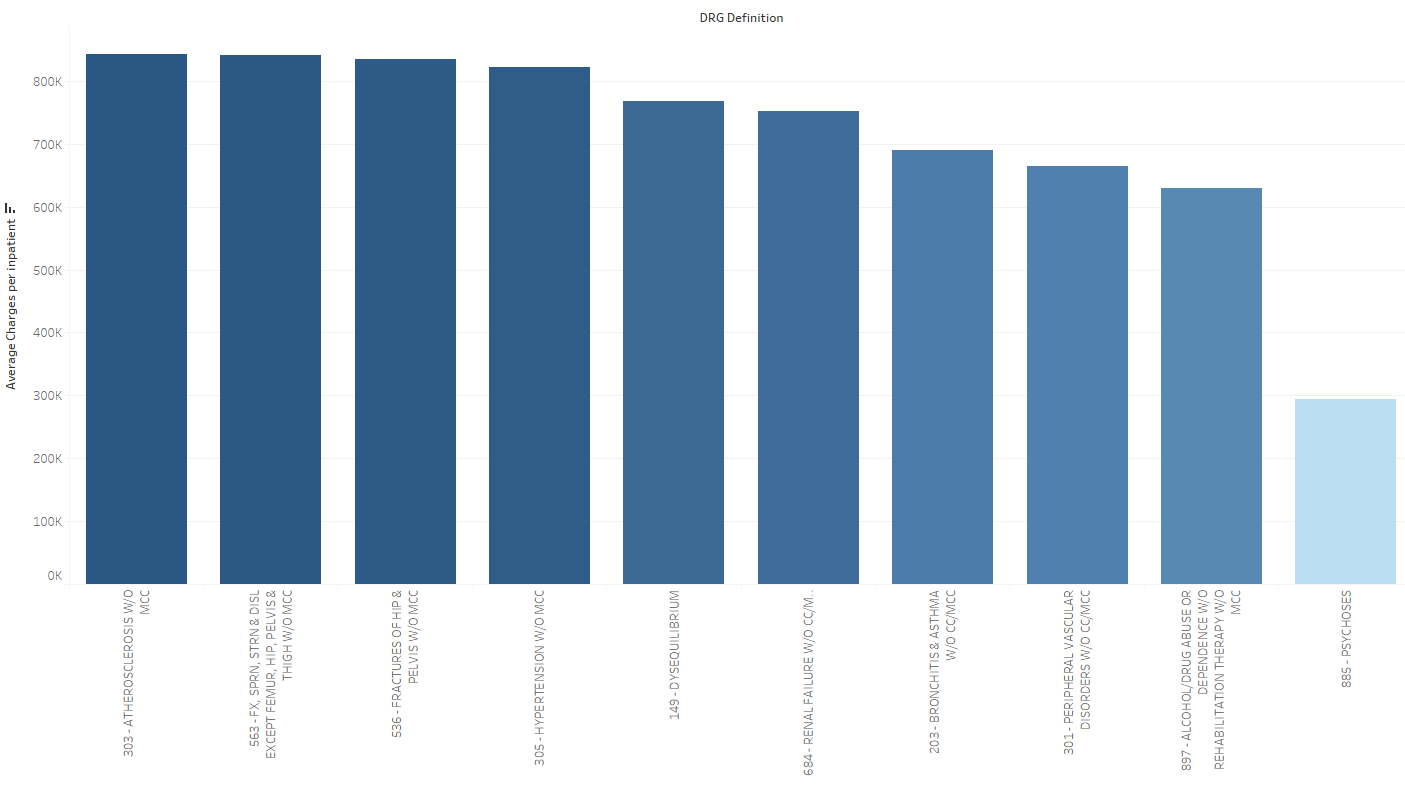 DRG Definition
Average Charges per inpatient
800K
700K
600K
500K
400K
300K
200K
100K
0K
303 - ATHEROSCLEROSIS W/O
MCC
563 - FX, SPRN, STRN & DISL
EXCEPT FEMUR, HIP, PELVIS &
THIGH W/O MCC
536 - FRACTURES OF HIP &
PELVIS W/O MCC
305 - HYPERTENSION W/O MCC
149 - DYSEQUILIBRIUM
684 - RENAL FAILURE W/O CC/M..
203 - BRONCHITIS & ASTHMA
W/O CC/MCC
301 - PERIPHERAL VASCULAR
DISORDERS W/O CC/MCC
897 - ALCOHOL/DRUG ABUSE OR
DEPENDENCE W/O
REHABILITATION THERAPY W/O
MCC
885 - PSYCHOSES